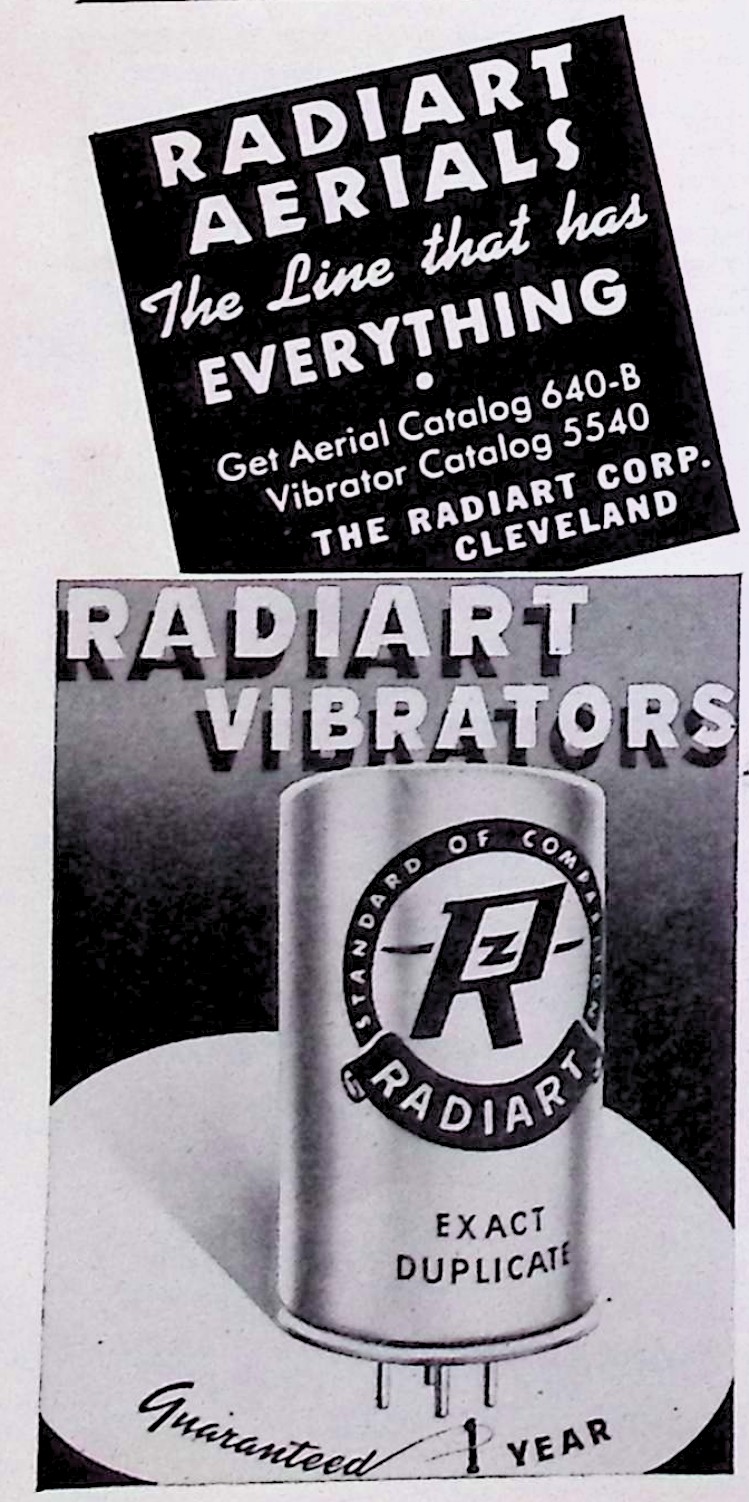 RADIART
AERIALS
The Line that has
EVERYTHING
•
Get Aerial Catalog 640-B
Vibrator Catalog 5540
THE RADIART CORP.
CLEVELAND
RADIART
VIBRATORS
STANDARD OF COMPARISON
R
RADIART
EXACT
DUPLICATE
Guaranteed 1 YEAR